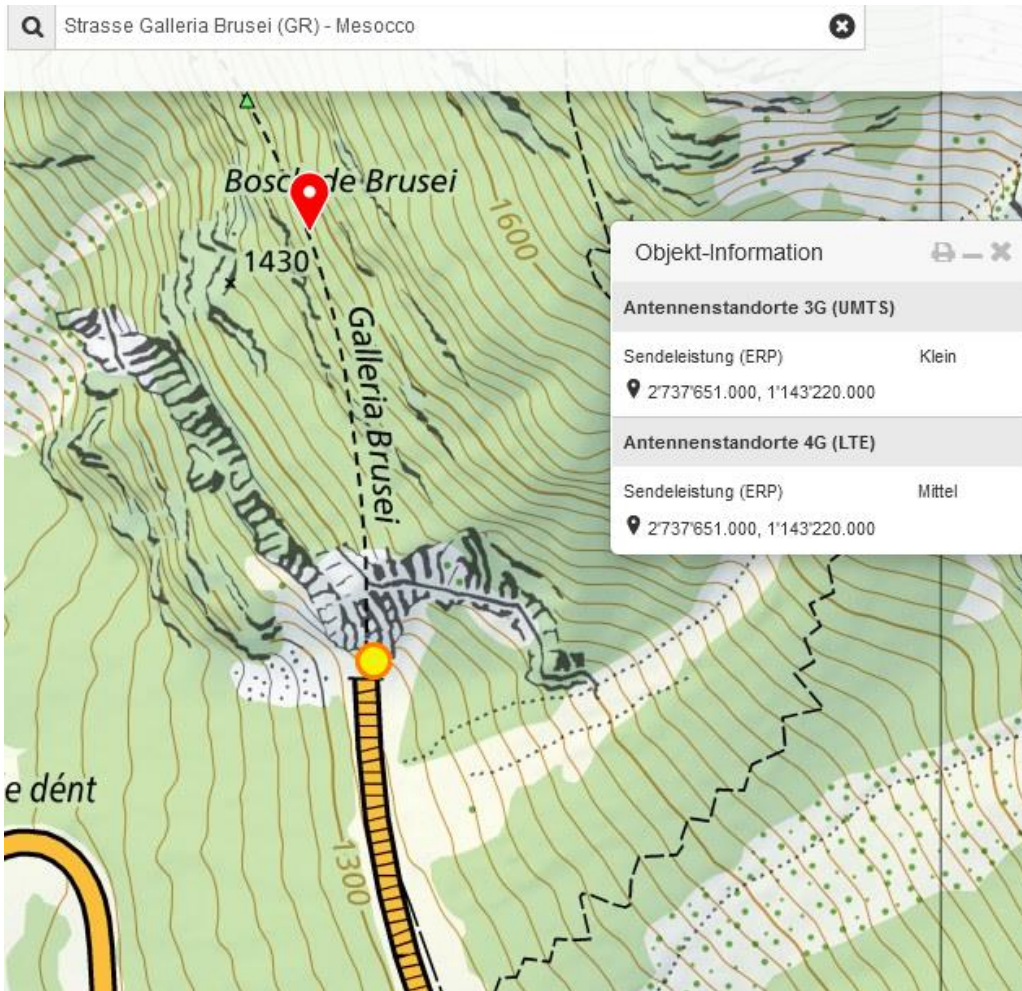 Strasse Galleria Brusei (GR) - Mesocco
Bosch de Brusei
1430
1600
Galleria Brusei
Objekt-Information
Antennenstandorte 3G (UMTS)
Sendeleistung (ERP) Klein
2'737'651.000, 1'143'220.000
Antennenstandorte 4G (LTE)
Sendeleistung (ERP) Mittel
2'737'651.000, 1'143'220.000
e dént
1300